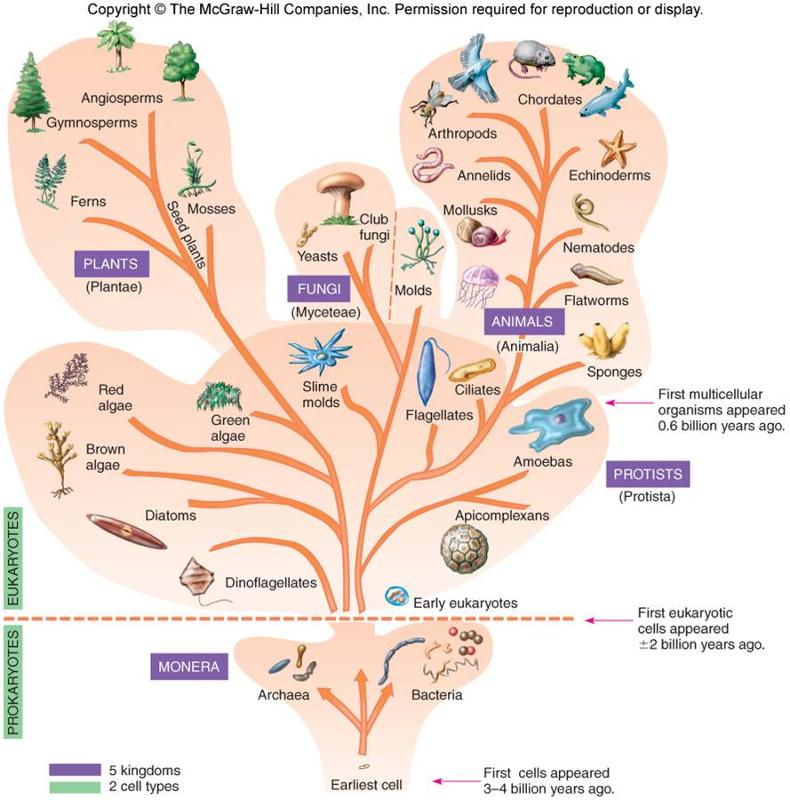 Copyright © The McGraw-Hill Companies, Inc. Permission required for reproduction or display.
Angiosperms
Gymnosperms
Ferns
Mosses
Seed plants
PLANTS
(Plantae)
Club
fungi
Yeasts
FUNGI
(Myceteae)
Molds
Chordates
Arthropods
Annelids
Echinoderms
Mollusks
Nematodes
Flatworms
ANIMALS
(Animalia)
Sponges
First multicellular
organisms appeared
0.6 billion years ago.
Red
algae
Green
algae
Slime
molds
Ciliates
Flagellates
Brown
algae
Amoebas
PROTISTS
(Protista)
Diatoms
Apicomplexans
Dinoflagellates
Early eukaryotes
EUKARYOTES
First eukaryotic
cells appeared
±2 billion years ago.
PROKARYOTES
MONERA
Archaea
Bacteria
5 kingdoms
2 cell types
Earliest cell
First cells appeared
3–4 billion years ago.